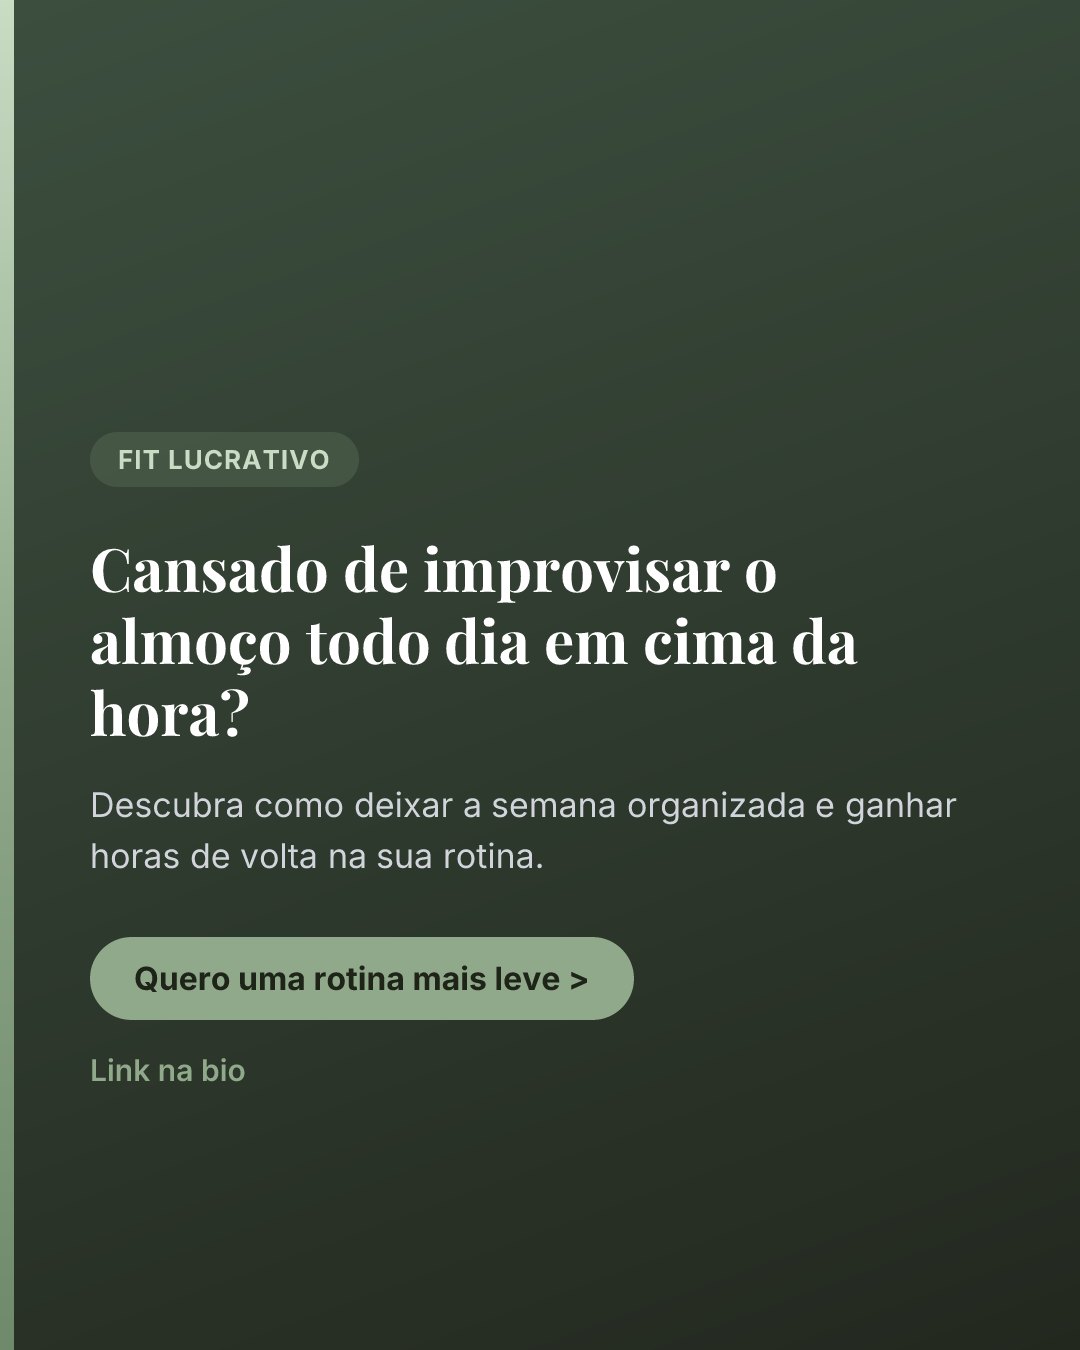 FIT LUCRATIVO
Cansado de improvisar o
almoço todo dia em cima da
hora?
Descubra como deixar a semana organizada e ganhar
horas de volta na sua rotina.
Quero uma rotina mais leve >
Link na bio